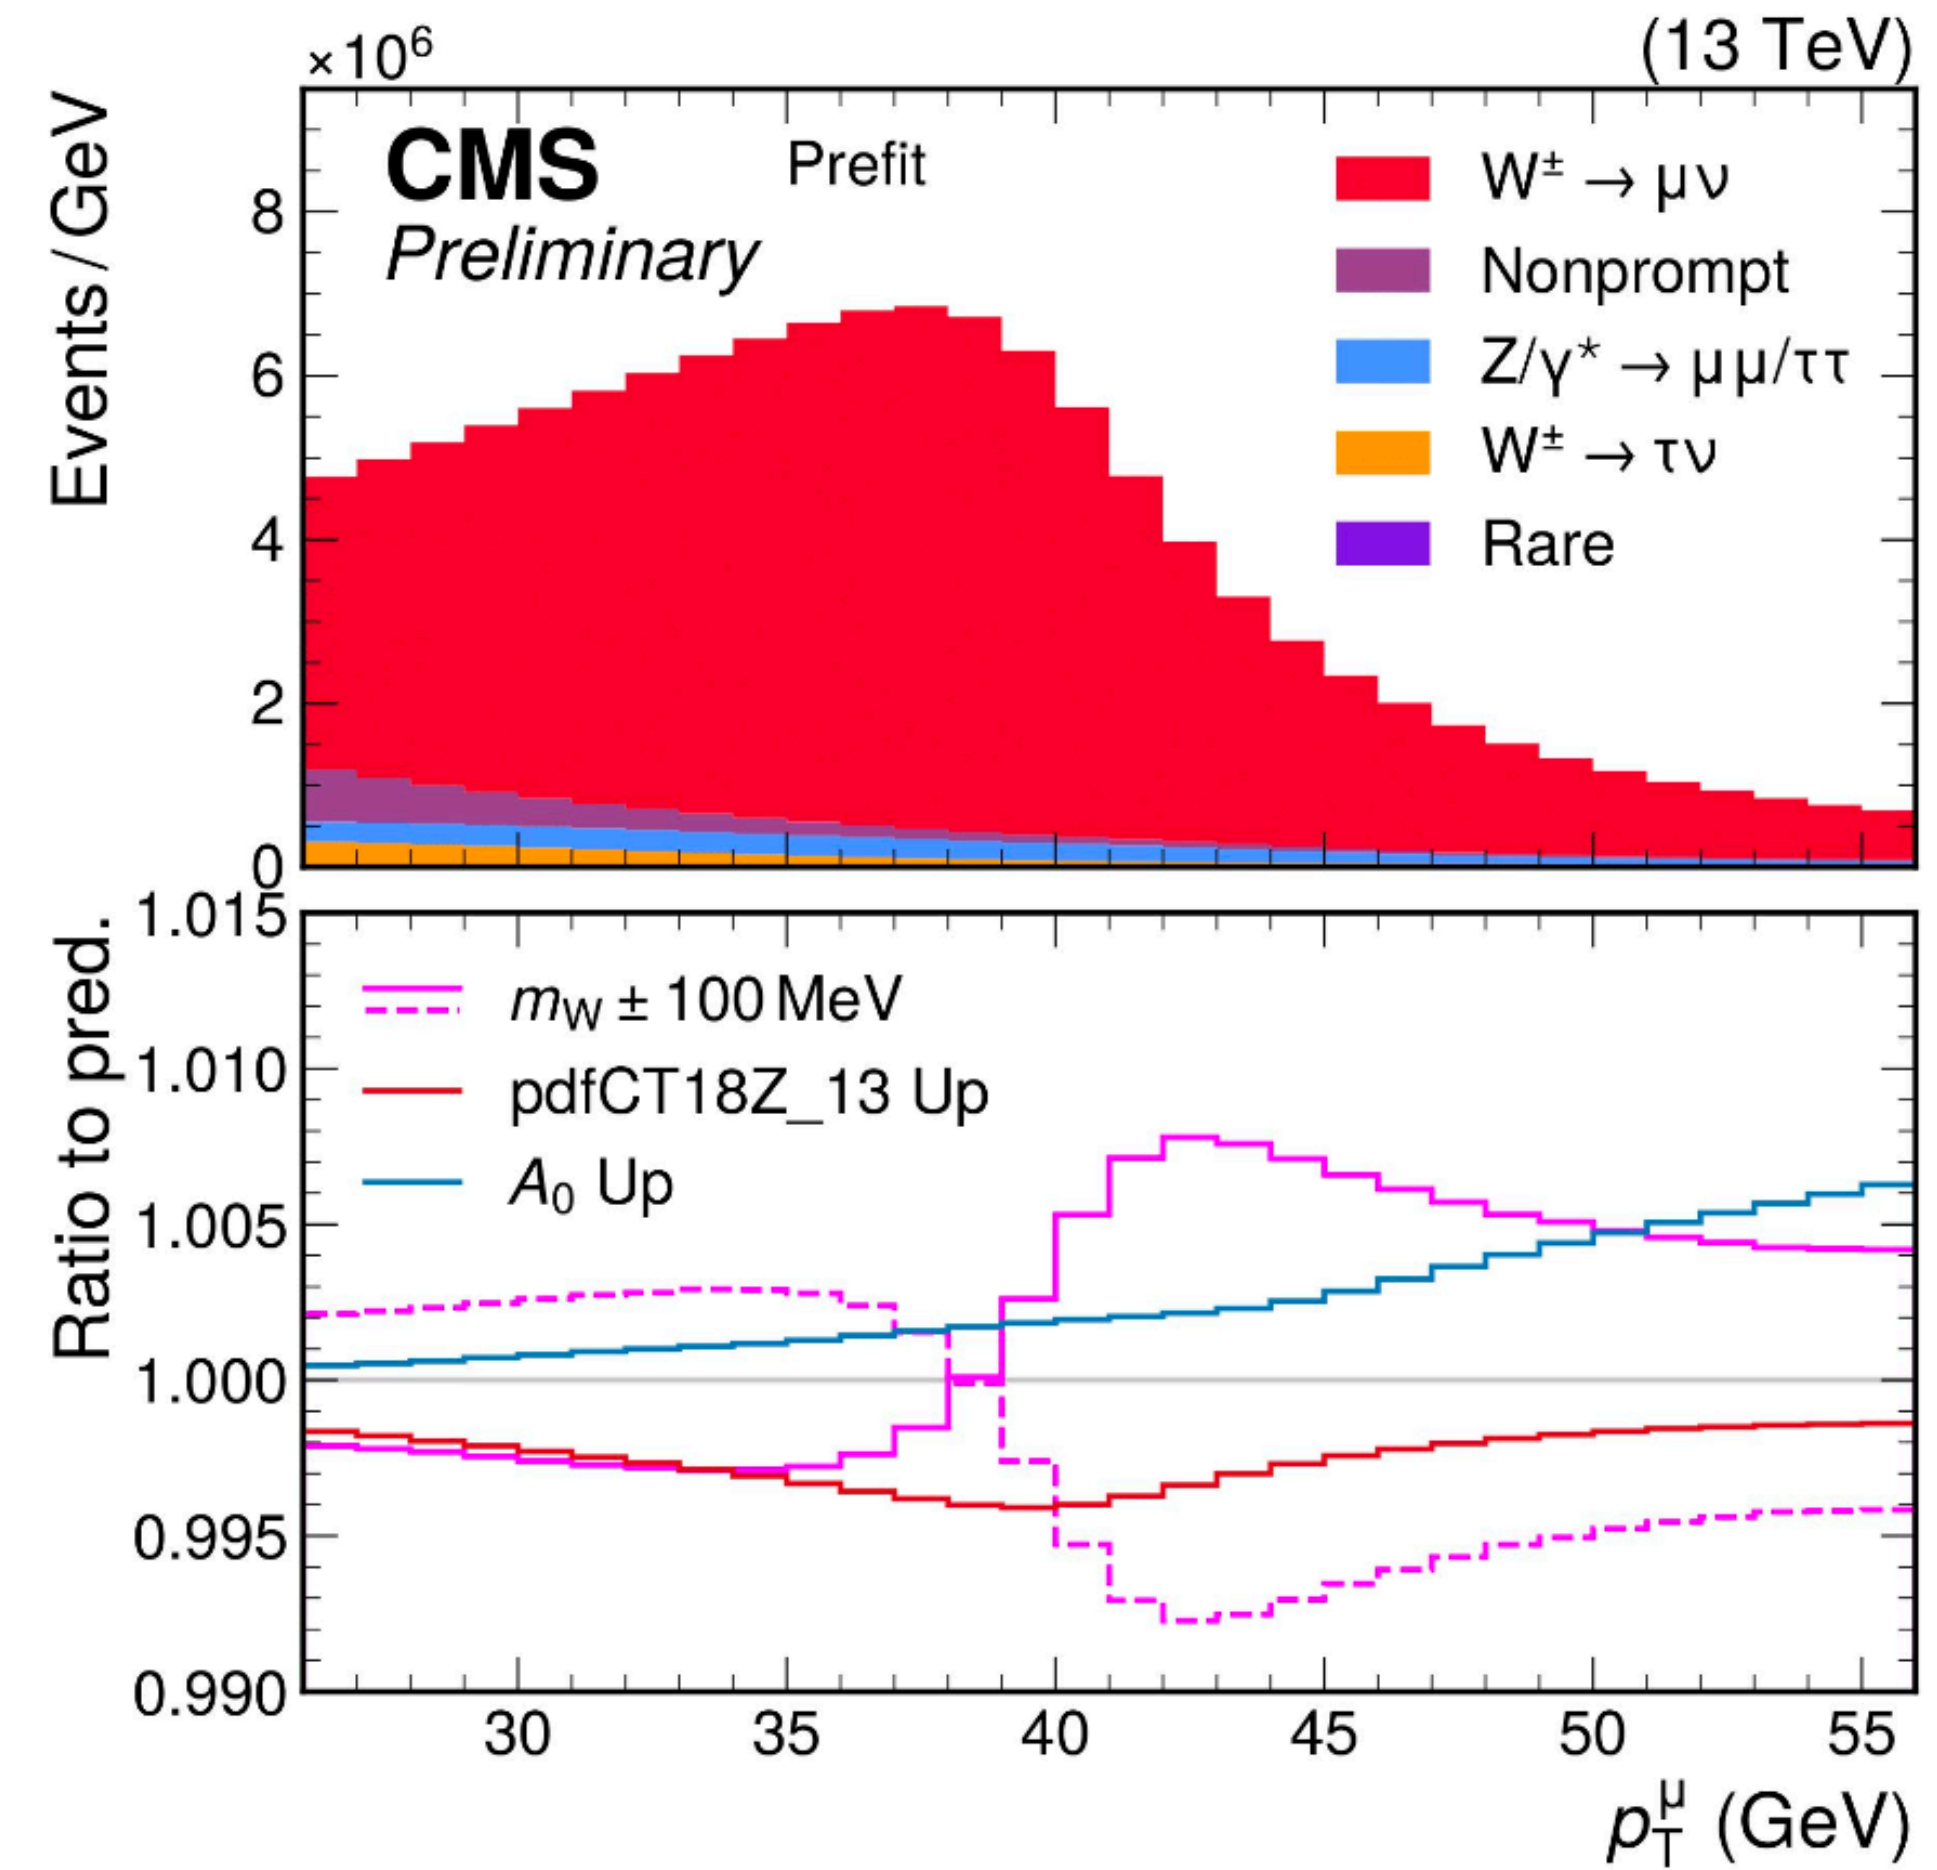 ×10⁶
(13 TeV)
CMS
Prefit
Preliminary
Events / GeV
8
6
4
2
0
W± → μν
Nonprompt
Z/γ* → μμ/ττ
W± → τν
Rare
Ratio to pred.
1.015
1.010
1.005
1.000
0.995
0.990
m_W ± 100 MeV
pdfCT18Z_13 Up
A₀ Up
30 35 40 45 50 55
p_T^μ (GeV)